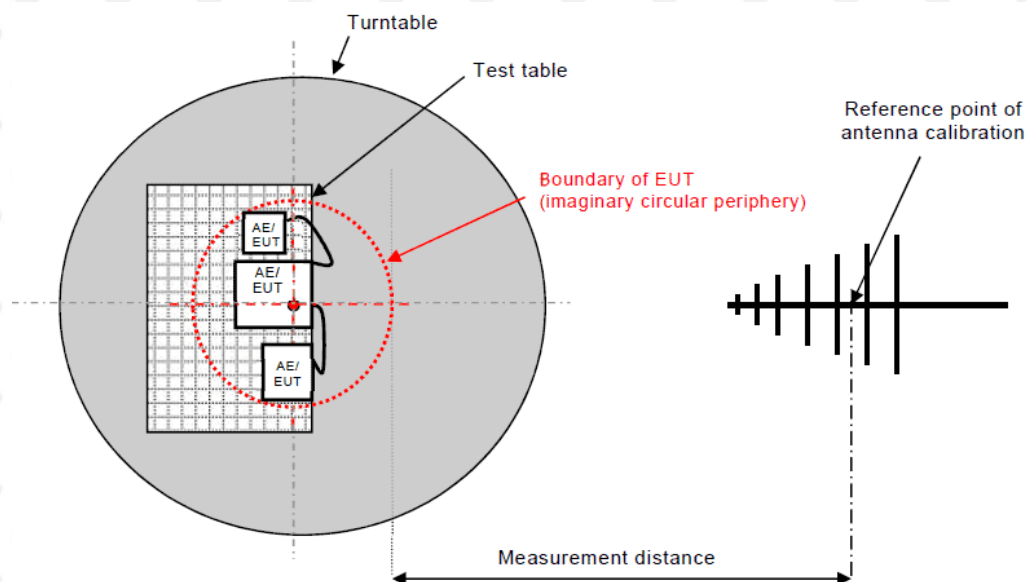 Turntable
Test table
Reference point of
antenna calibration
Boundary of EUT
(imaginary circular periphery)
AE/
EUT
AE/
EUT
AE/
EUT
Measurement distance